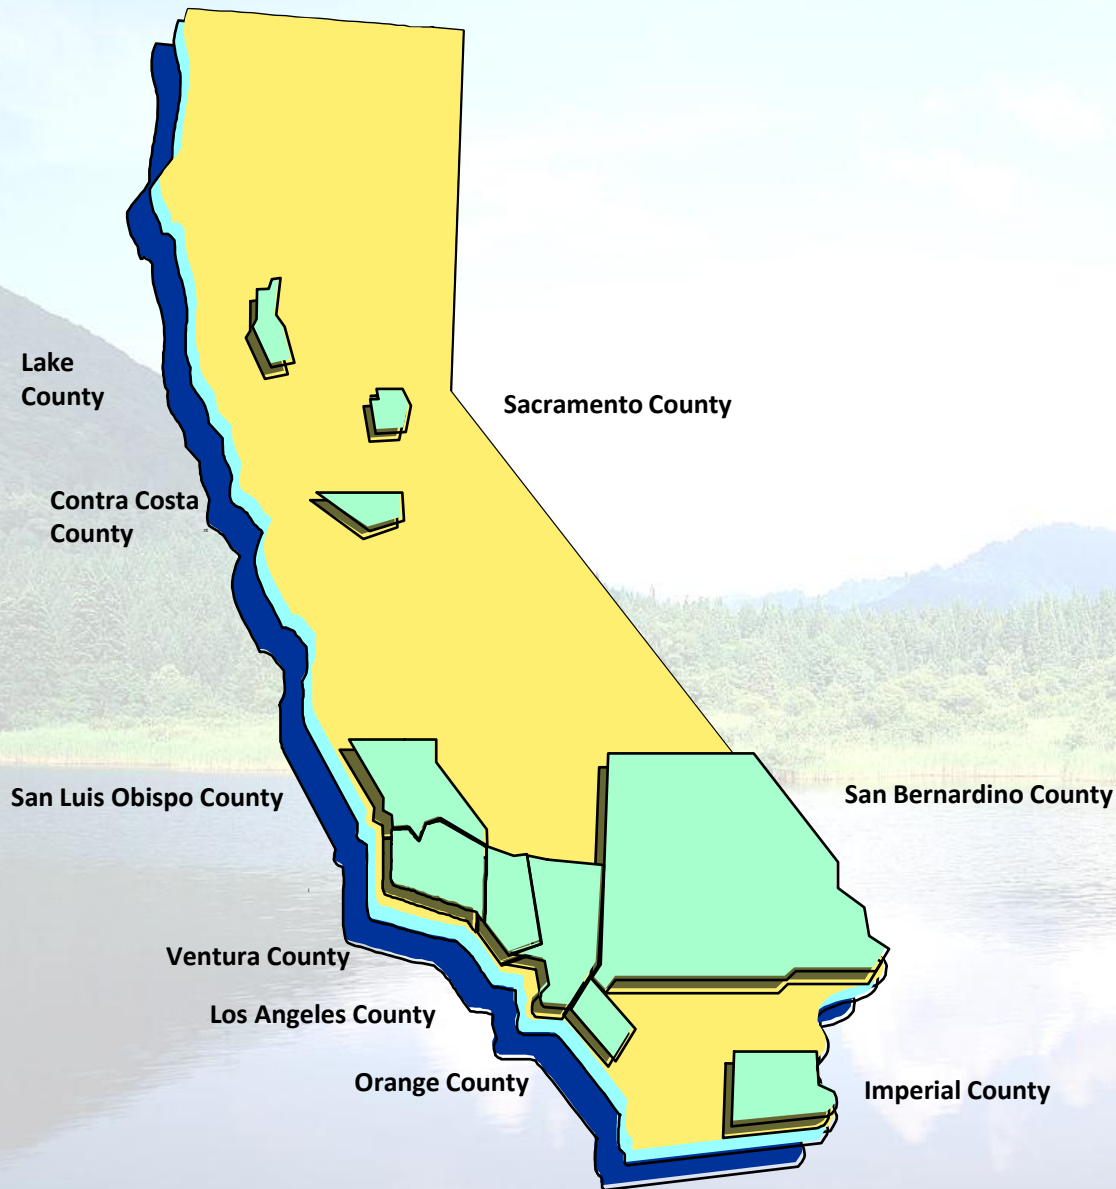 Lake
County
Sacramento County
Contra Costa
County
San Luis Obispo County
San Bernardino County
Ventura County
Los Angeles County
Orange County
Imperial County